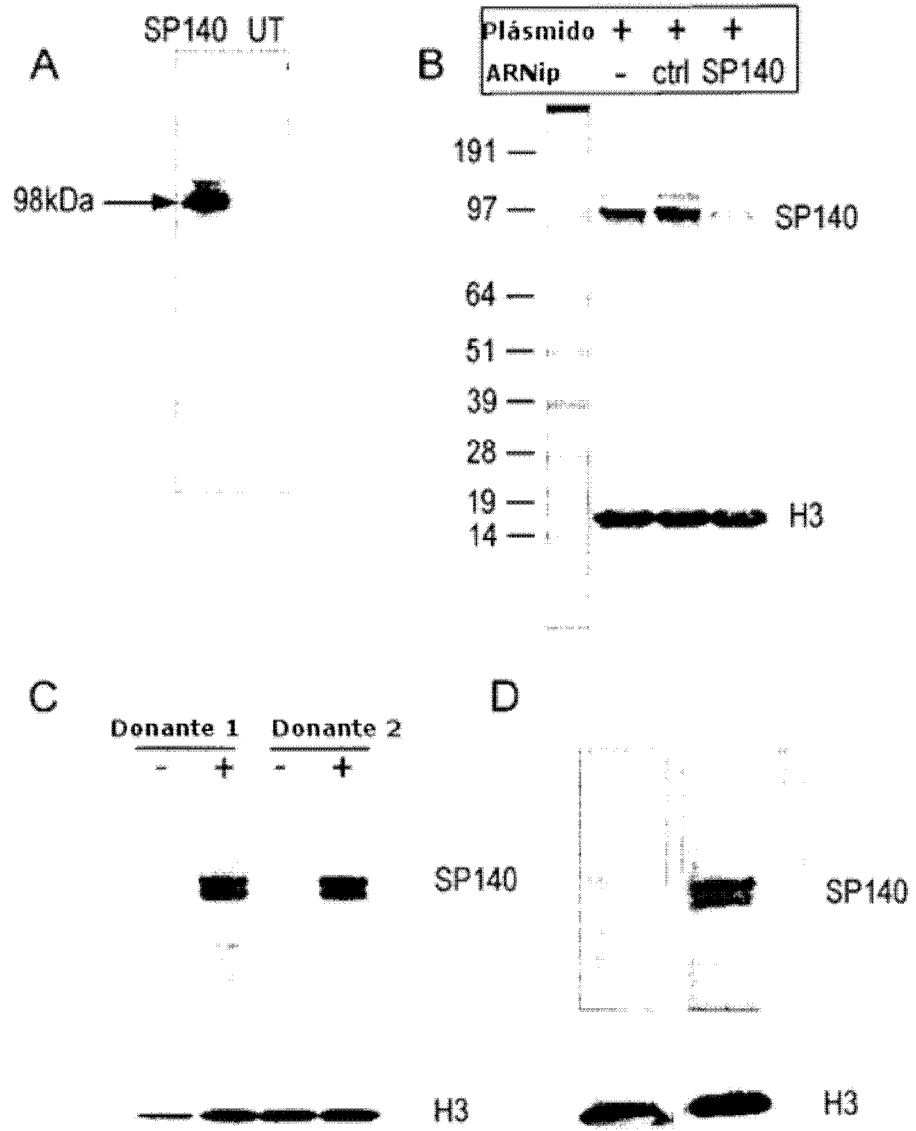 A
SP140 UT
98kDa
B
Plásmido + + +
ARNip - ctrl SP140
191
97
64
51
39
28
19
14
SP140
H3
C
Donante 1 Donante 2
- + - +
SP140
H3
D
SP140
H3